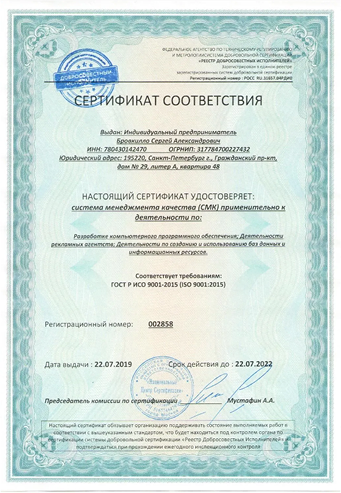 ФЕДЕРАЛЬНОЕ АГЕНТСТВО ПО ТЕХНИЧЕСКОМУ РЕГУЛИРОВАНИЮ
И МЕТРОЛОГИИ СИСТЕМА ДОБРОВОЛЬНОЙ СЕРТИФИКАЦИИ
«РЕЕСТР ДОБРОСОВЕСТНЫХ ИСПОЛНИТЕЛЕЙ»
Зарегистрирована в едином реестре
зарегистрированных систем добровольной сертификации
Регистрационный номер: РОСС RU.31857.04РДИ0
ДОБРОСОВЕСТНЫЙ
ИСПОЛНИТЕЛЬ
СЕРТИФИКАТ СООТВЕТСТВИЯ
Выдан: Индивидуальный предприниматель
Бровкилло Сергей Александрович
ИНН: 780430142470 ОГРНИП: 317784700227432
Юридический адрес: 195220, Санкт-Петербург г., Гражданский пр-кт,
дом № 29, литер А, квартира 48
НАСТОЯЩИЙ СЕРТИФИКАТ УДОСТОВЕРЯЕТ:
система менеджмента качества (СМК) применительно к
деятельности по:
Разработке компьютерного программного обеспечения; Деятельности
рекламных агентств; Деятельности по созданию и использованию баз данных и
информационных ресурсов.
Соответствует требованиям:
ГОСТ Р ИСО 9001-2015 (ISO 9001:2015)
Регистрационный номер: 002858
Дата выдачи : 22.07.2019 Срок действия до : 22.07.2022
Национальный
Центр Сертификации
Председатель комиссии по сертификации Мустафин А.А.
Настоящий сертификат обязывает организацию поддерживать состояние выполняемых работ в
соответствии с вышеуказанным стандартом, что будет находиться под контролем органа по
сертификации системы добровольной сертификации «Реестр Добросовестных Исполнителей» и
подтверждаться при прохождении ежегодного инспекционного контроля